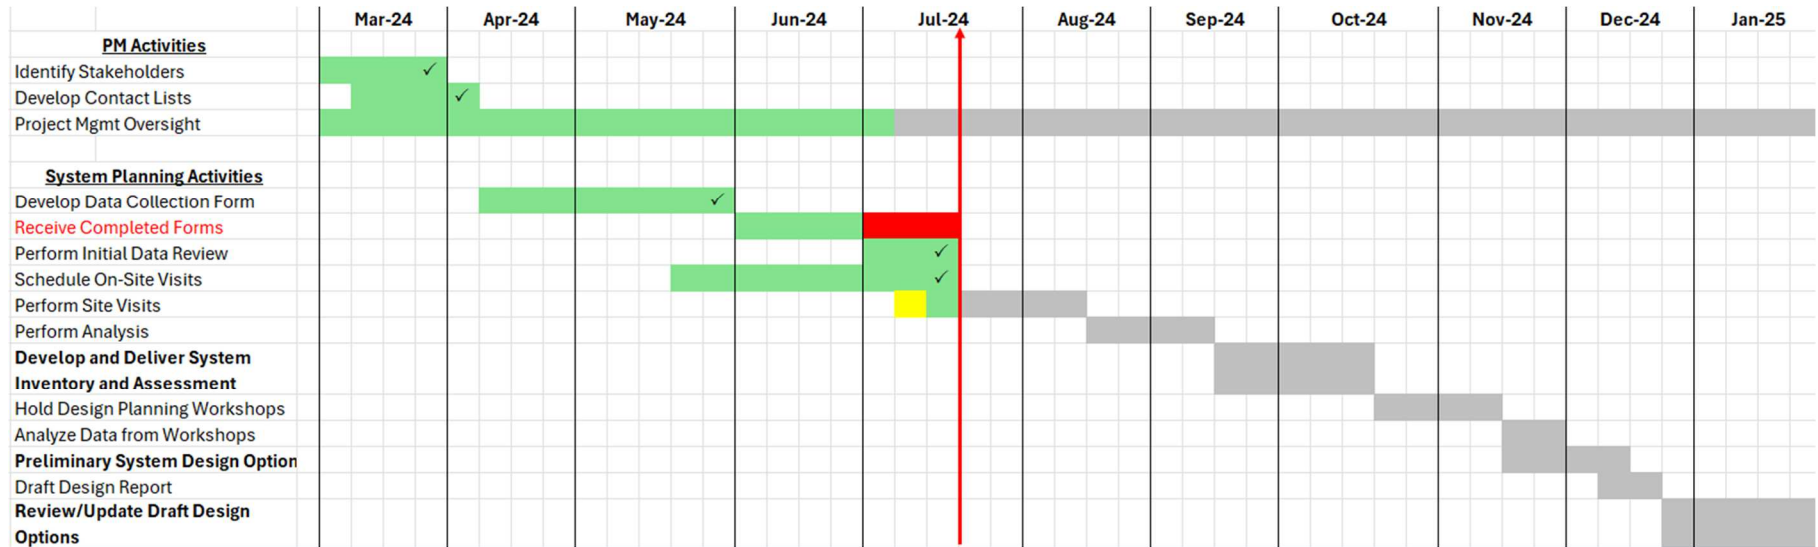 Mar-24 Apr-24 May-24 Jun-24 Jul-24 Aug-24 Sep-24 Oct-24 Nov-24 Dec-24 Jan-25
PM Activities
Identify Stakeholders ✓
Develop Contact Lists ✓
Project Mgmt Oversight
System Planning Activities
Develop Data Collection Form ✓
Receive Completed Forms
Perform Initial Data Review ✓
Schedule On-Site Visits ✓
Perform Site Visits
Perform Analysis
Develop and Deliver System
Inventory and Assessment
Hold Design Planning Workshops
Analyze Data from Workshops
Preliminary System Design Option
Draft Design Report
Review/Update Draft Design
Options